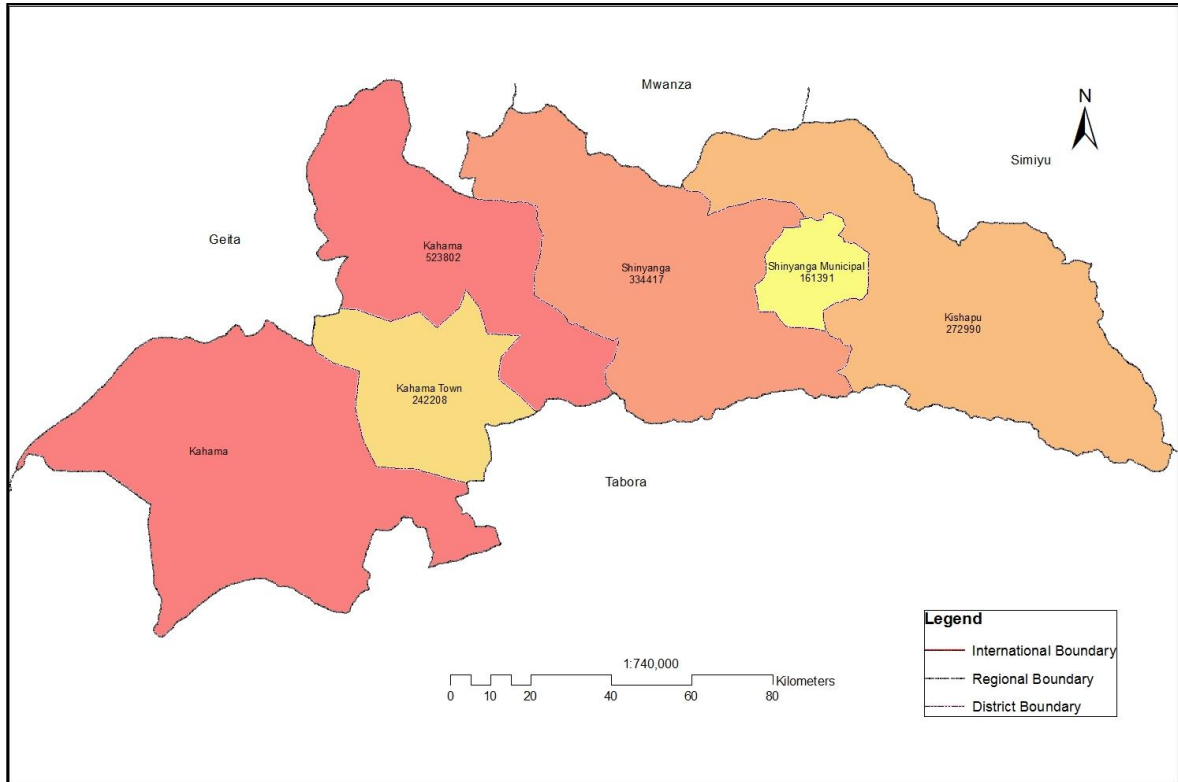 Mwanza
N
Simiyu
Geita
Kahama
523802
Shinyanga
334417
Shinyanga Municipal
161391
Kishapu
272990
Kahama Town
242208
Kahama
Tabora
Legend
International Boundary
Regional Boundary
District Boundary
1:740,000
Kilometers
0 10 20 40 60 80